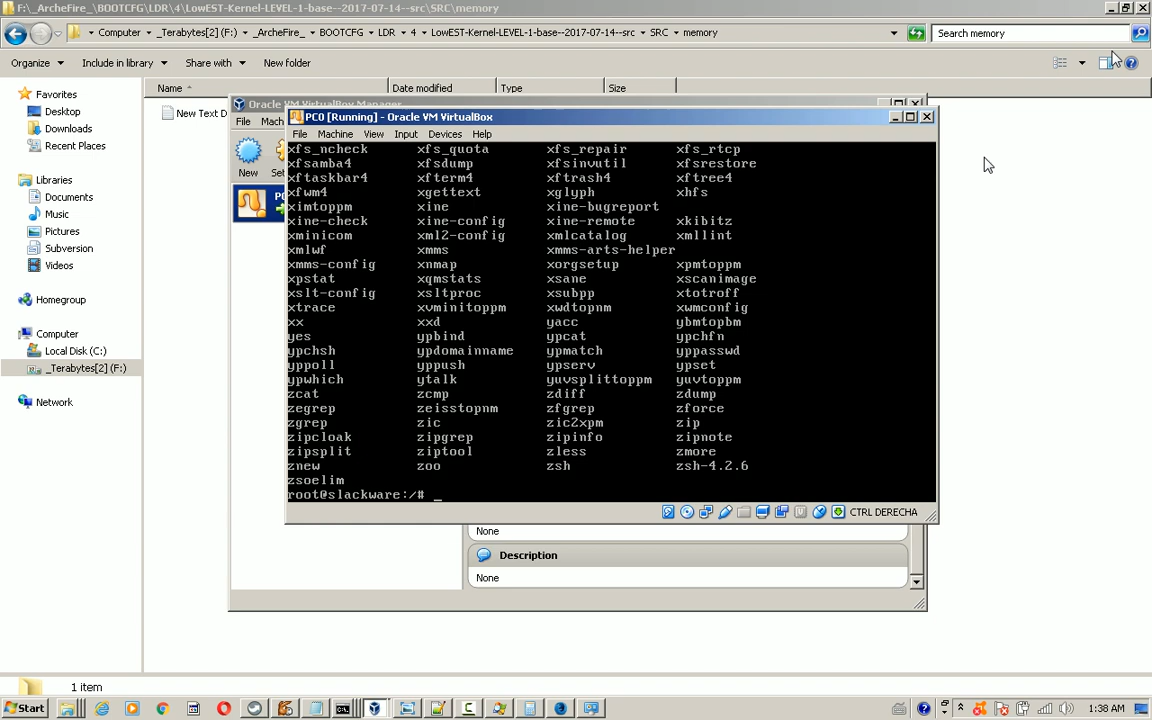 F:\_ArcheFire_\BOOTCFG\LDR\4\LowEST-Kernel-LEVEL-1-base--2017-07-14--src\SRC\memory
Computer _Terabytes[2] (F:) _ArcheFire_ BOOTCFG LDR 4 LowEST-Kernel-LEVEL-1-base--2017-07-14--src SRC memory
Search memory
Organize Include in library Share with New folder
Name Date modified Type Size
Favorites
Desktop
Downloads
Recent Places
Libraries
Documents
Music
Pictures
Subversion
Videos
Homegroup
Computer
Local Disk (C:)
_Terabytes[2] (F:)
Network
New Text D
Oracle VM VirtualBox Manager
File Mach
New Set
PC
PC0 [Running] - Oracle VM VirtualBox
File Machine View Input Devices Help
xfs_ncheck xfs_quota xfs_repair xfs_rtcp
xfsamba4 xfsdump xfsinvutil xfsrestore
xftaskbar4 xfterm4 xftrash4 xftree4
xfwm4 xgettext xglyph xhfs
ximtoppm xine xine-bugreport
xine-check xine-config xine-remote xkibitz
xminicom xml2-config xmlcatalog xmllint
xmlwf xmms xmms-arts-helper
xmms-config xnmap xorgsetup xpmtoppm
xpstat xqmstats xsane xscanimage
xslt-config xsltproc xsubpp xtotroff
xtrace xvminitoppm xwdtopnm xwmconfig
xx xxd yacc ybmtopbm
yes ypbind ypcat ypchfn
ypchsh ypdomainname ypmatch yppasswd
yppoll yppush ypserv ypset
ypwhich ytalk yuvsplittoppm yuvtoppm
zcat zcmp zdiff zdump
zegrep zeisstopnm zfgrep zforce
zgrep zic zic2xpm zip
zipcloak zipgrep zipinfo zipnote
zipsplit ziptool zless zmore
znew zoo zsh zsh-4.2.6
zsoelim
root@slackware:/# _
CTRL DERECHA
None
Description
None
1 item
Start
1:38 AM